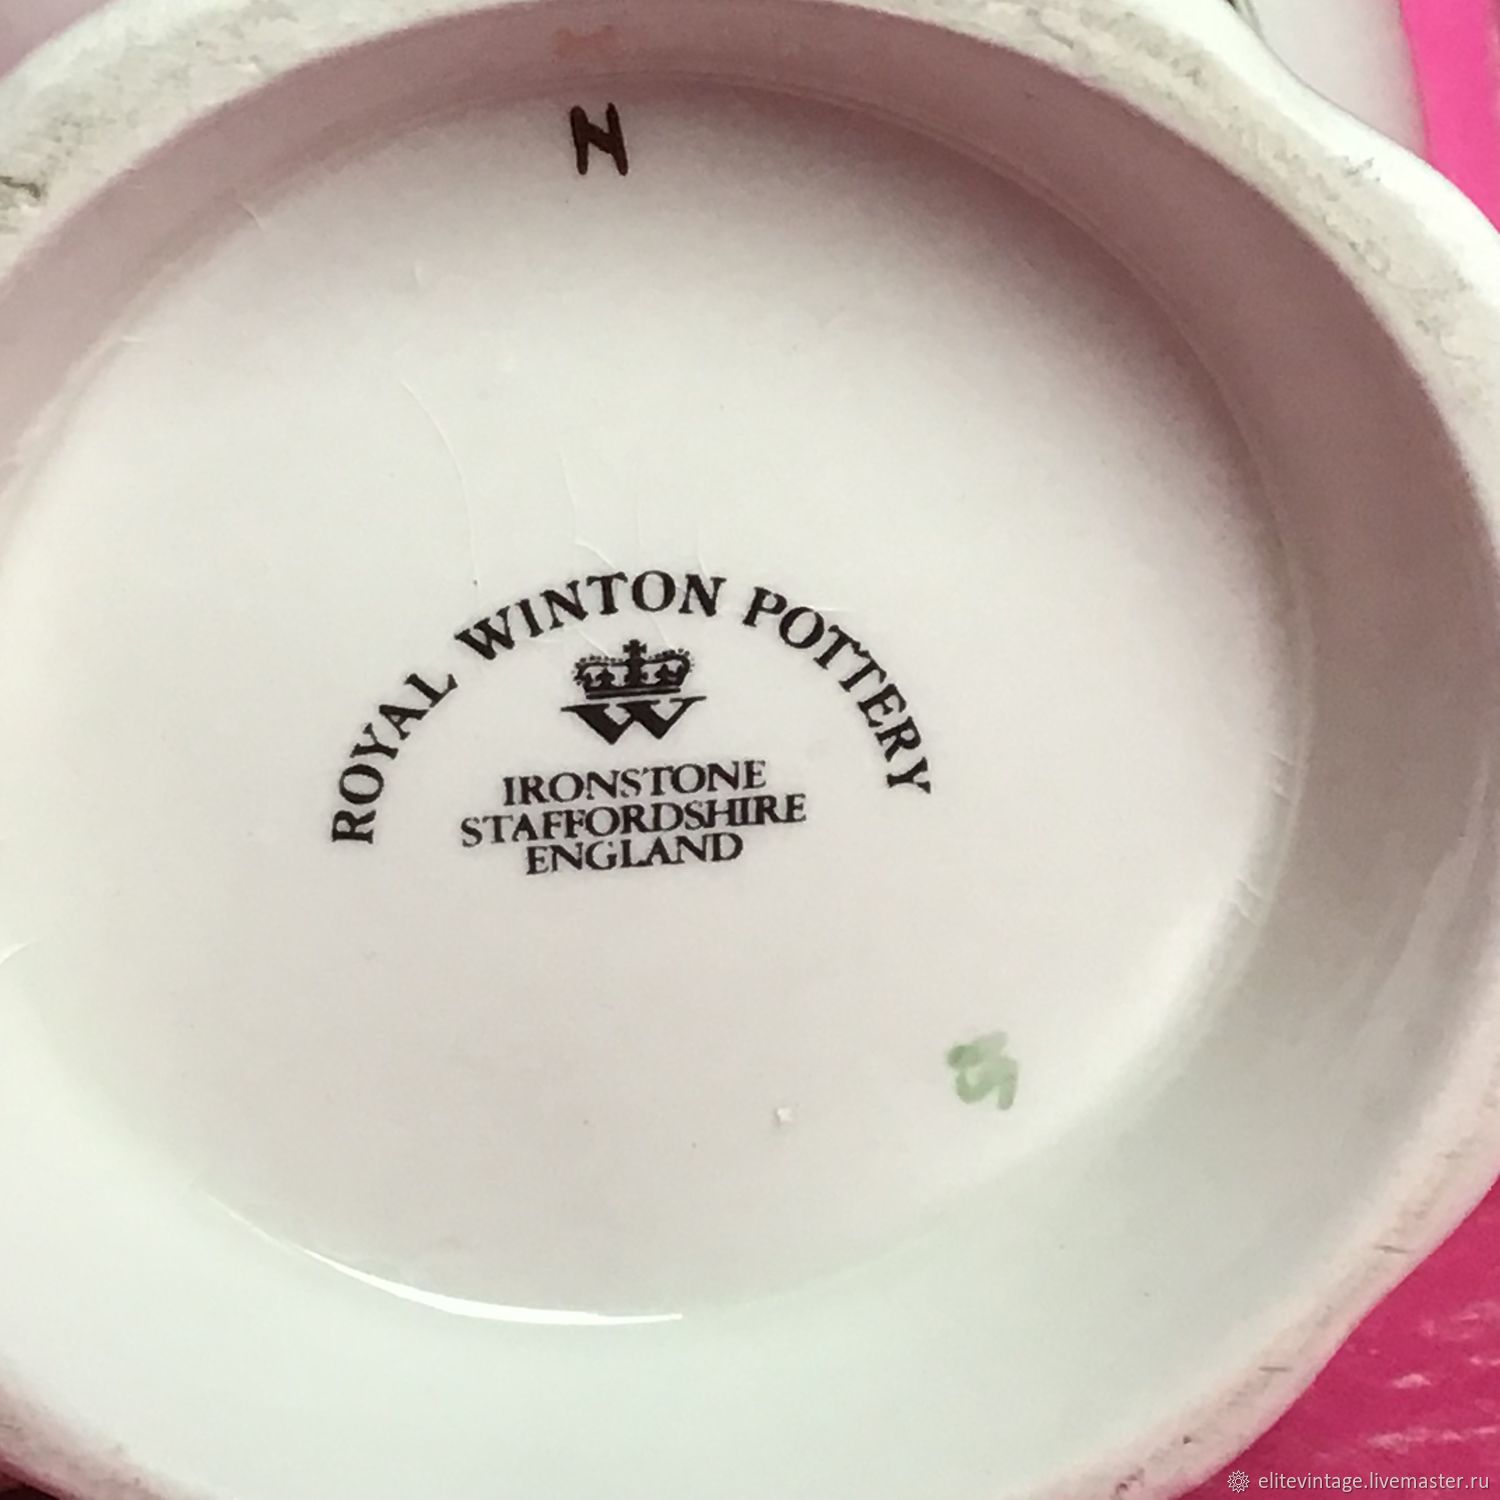 N
ROYAL WINTON POTTERY
W
IRONSTONE
STAFFORDSHIRE
ENGLAND
elitevintage.livemaster.ru